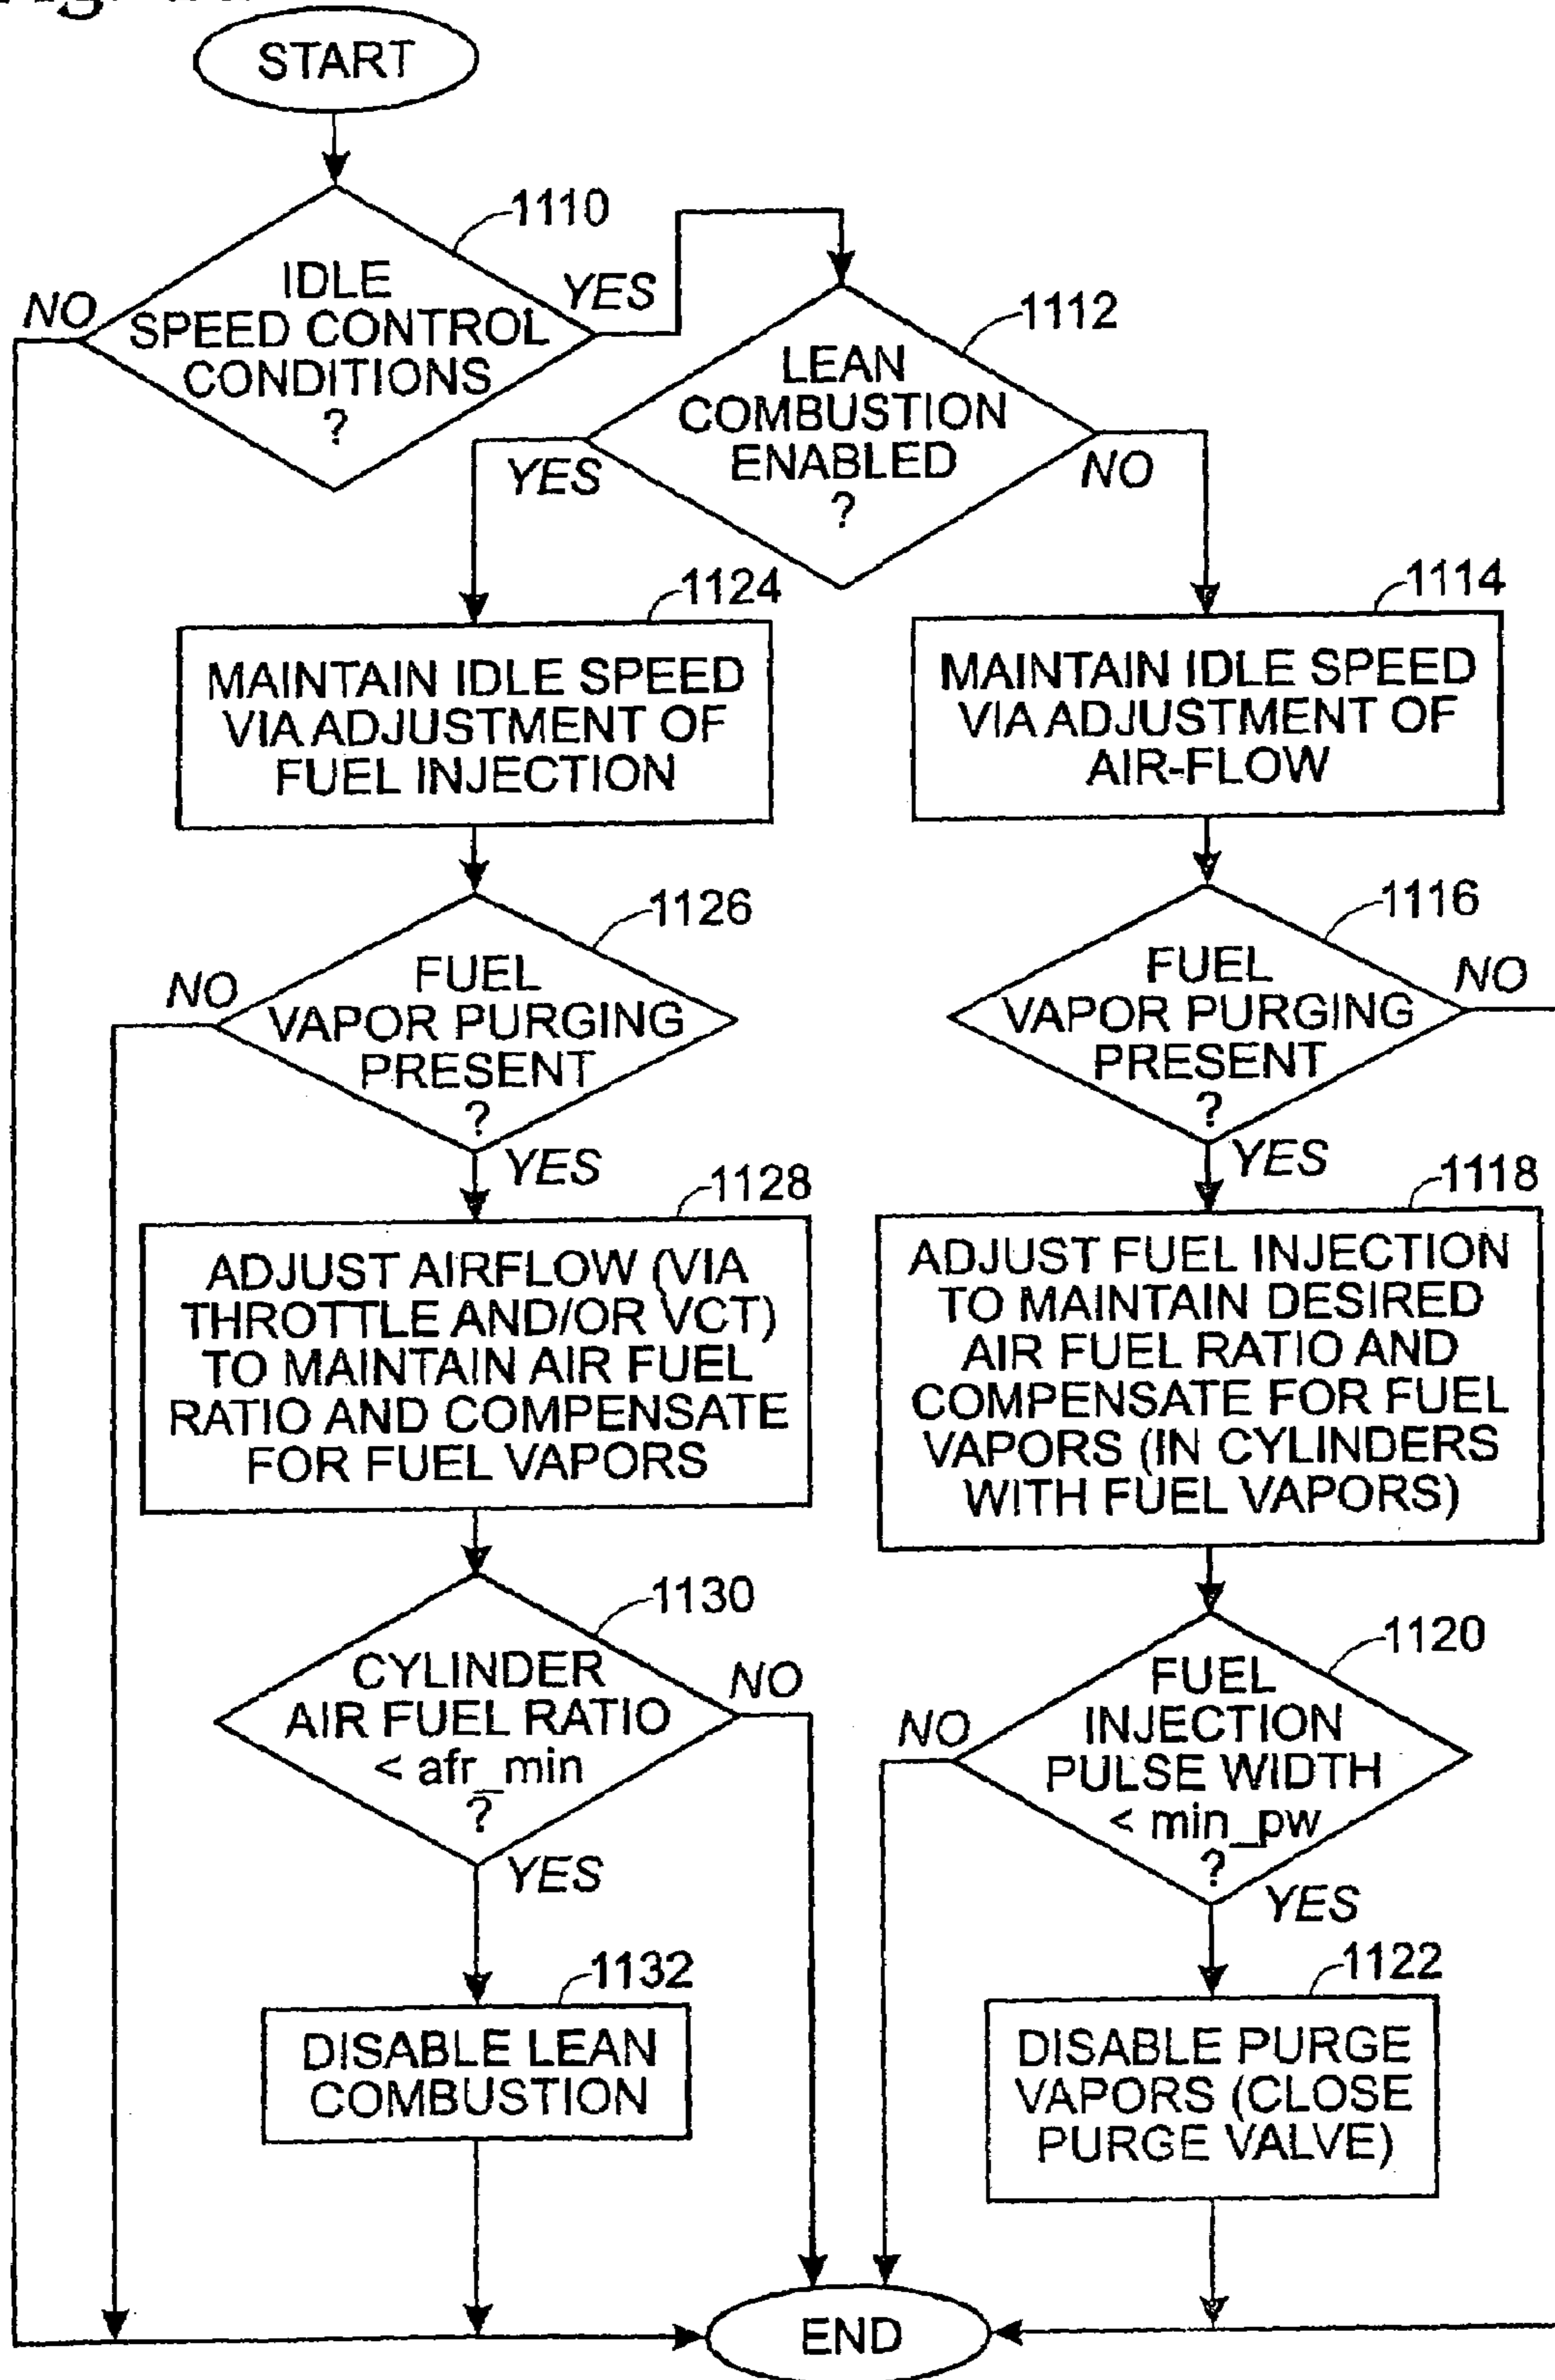 START
1110
IDLE
SPEED CONTROL
CONDITIONS
?
NO
YES
1112
LEAN
COMBUSTION
ENABLED
?
YES
NO
1124
MAINTAIN IDLE SPEED
VIA ADJUSTMENT OF
FUEL INJECTION
1114
MAINTAIN IDLE SPEED
VIA ADJUSTMENT OF
AIR-FLOW
1126
FUEL
VAPOR PURGING
PRESENT
?
NO
YES
1116
FUEL
VAPOR PURGING
PRESENT
?
NO
YES
1128
ADJUST AIRFLOW (VIA
THROTTLE AND/OR VCT)
TO MAINTAIN AIR FUEL
RATIO AND COMPENSATE
FOR FUEL VAPORS
1118
ADJUST FUEL INJECTION
TO MAINTAIN DESIRED
AIR FUEL RATIO AND
COMPENSATE FOR FUEL
VAPORS (IN CYLINDERS
WITH FUEL VAPORS)
1130
CYLINDER
AIR FUEL RATIO
< afr_min
?
NO
YES
1120
FUEL
INJECTION
PULSE WIDTH
< min_pw
?
NO
YES
1132
DISABLE LEAN
COMBUSTION
1122
DISABLE PURGE
VAPORS (CLOSE
PURGE VALVE)
END